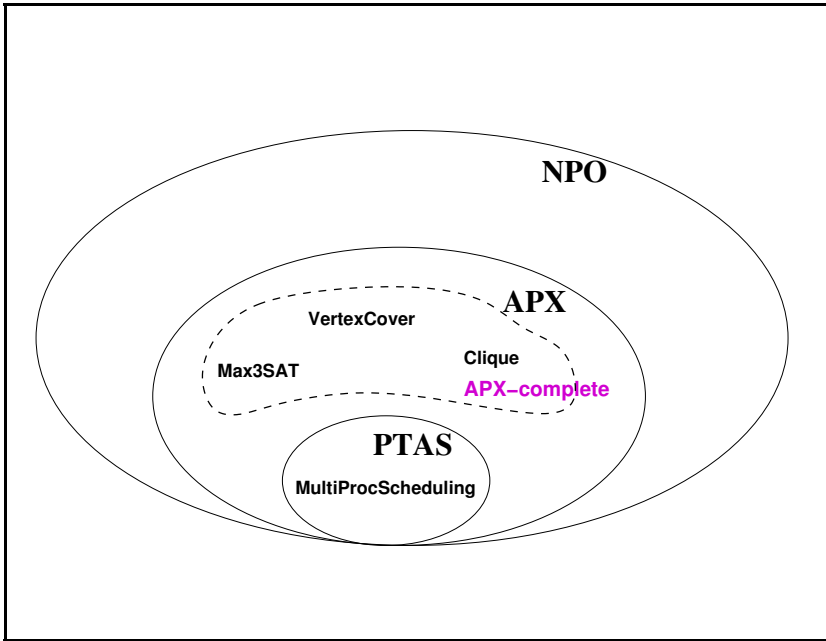 NPO
APX
VertexCover
Clique
Max3SAT
APX–complete
PTAS
MultiProcScheduling